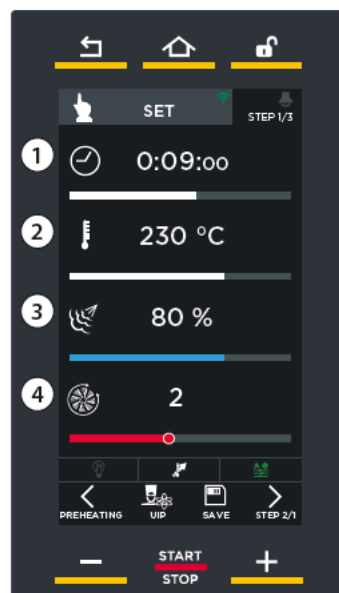 SET
STEP 1/3
1
0:09:00
2
230 °C
3
80 %
4
2
PREHEATING UIP SAVE STEP 2/1
START
STOP